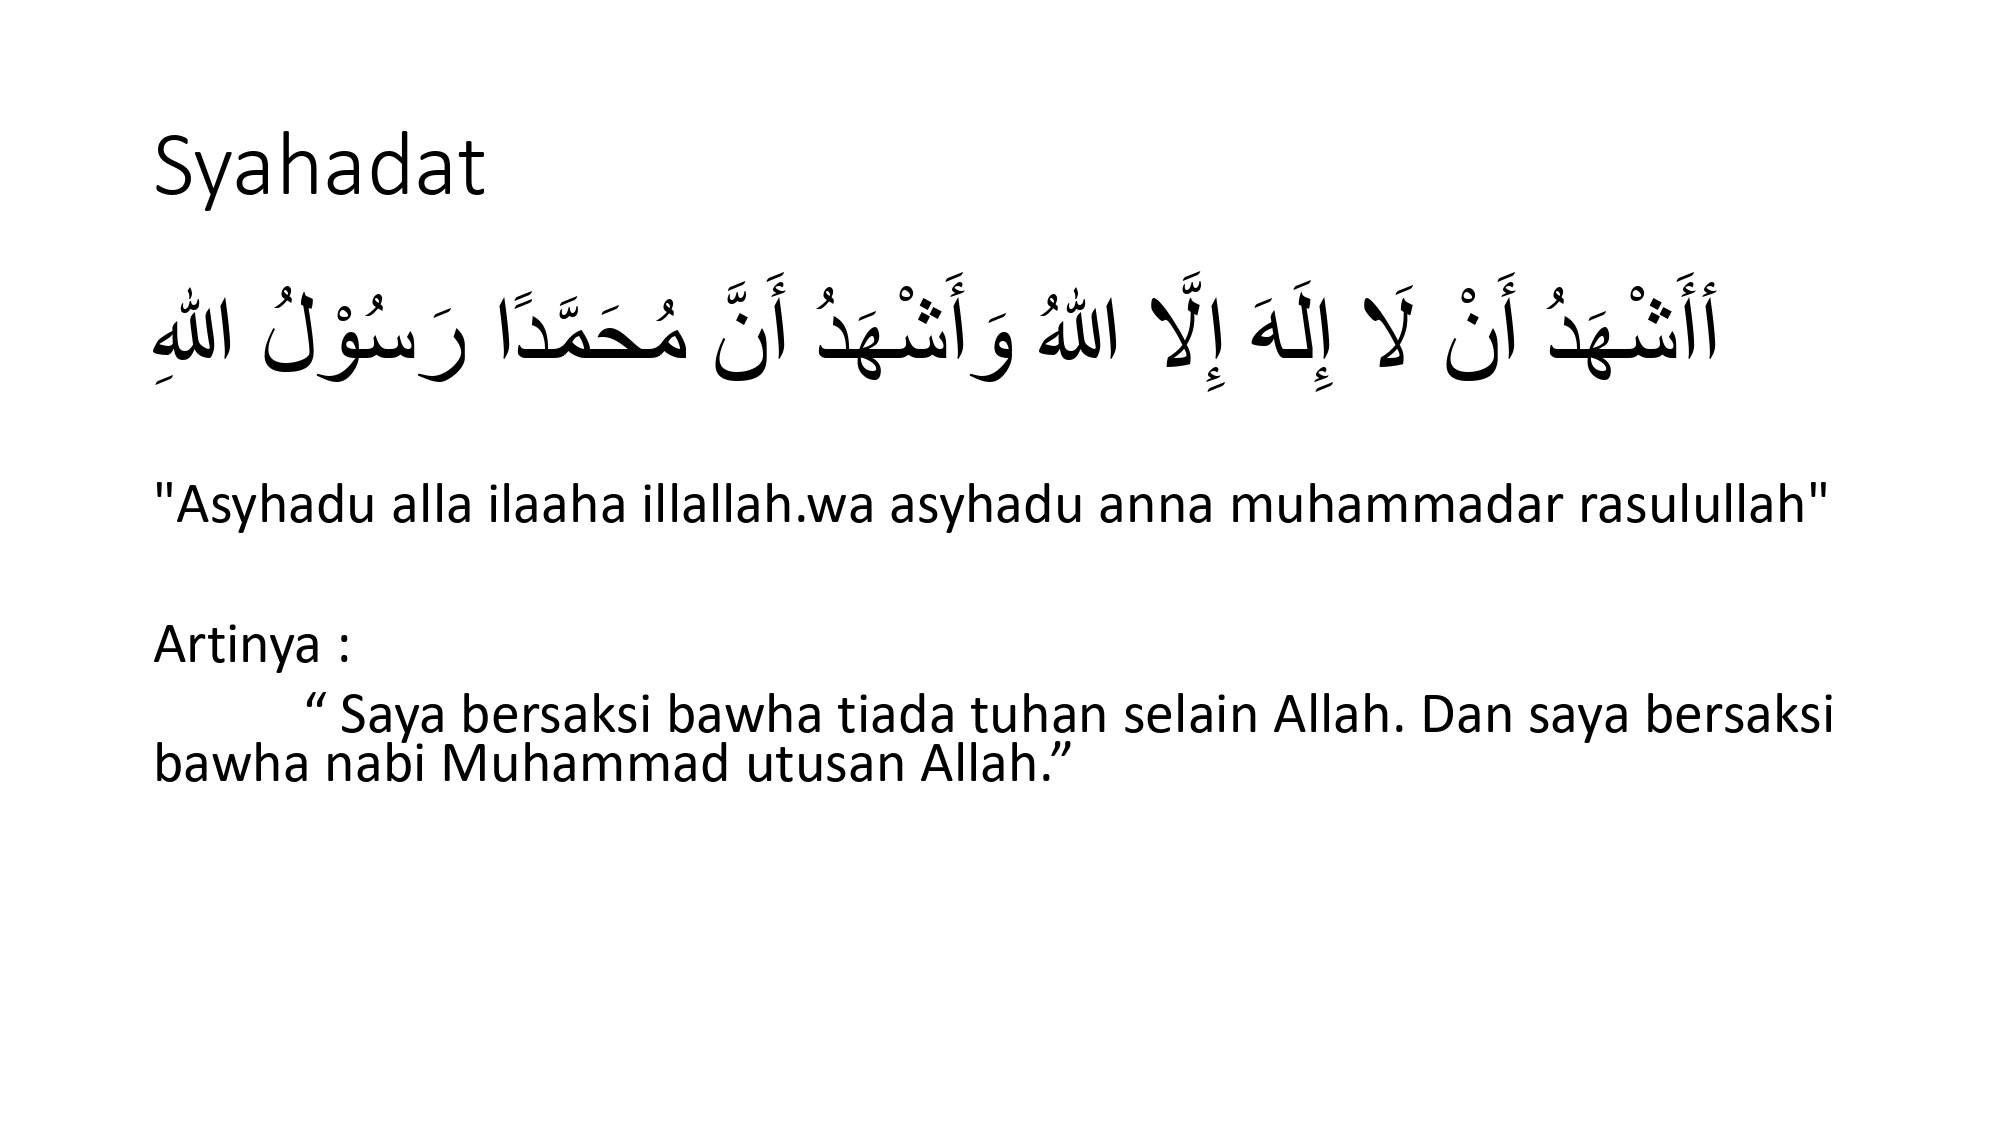 Syahadat
أأَشْهَدُ أَنْ لَا إِلَهَ إِلَّا اللهُ وَأَشْهَدُ أَنَّ مُحَمَّدًا رَسُوْلُ اللهِ
"Asyhadu alla ilaaha illallah.wa asyhadu anna muhammadar rasulullah"
Artinya :
“ Saya bersaksi bawha tiada tuhan selain Allah. Dan saya bersaksi
bawha nabi Muhammad utusan Allah.”